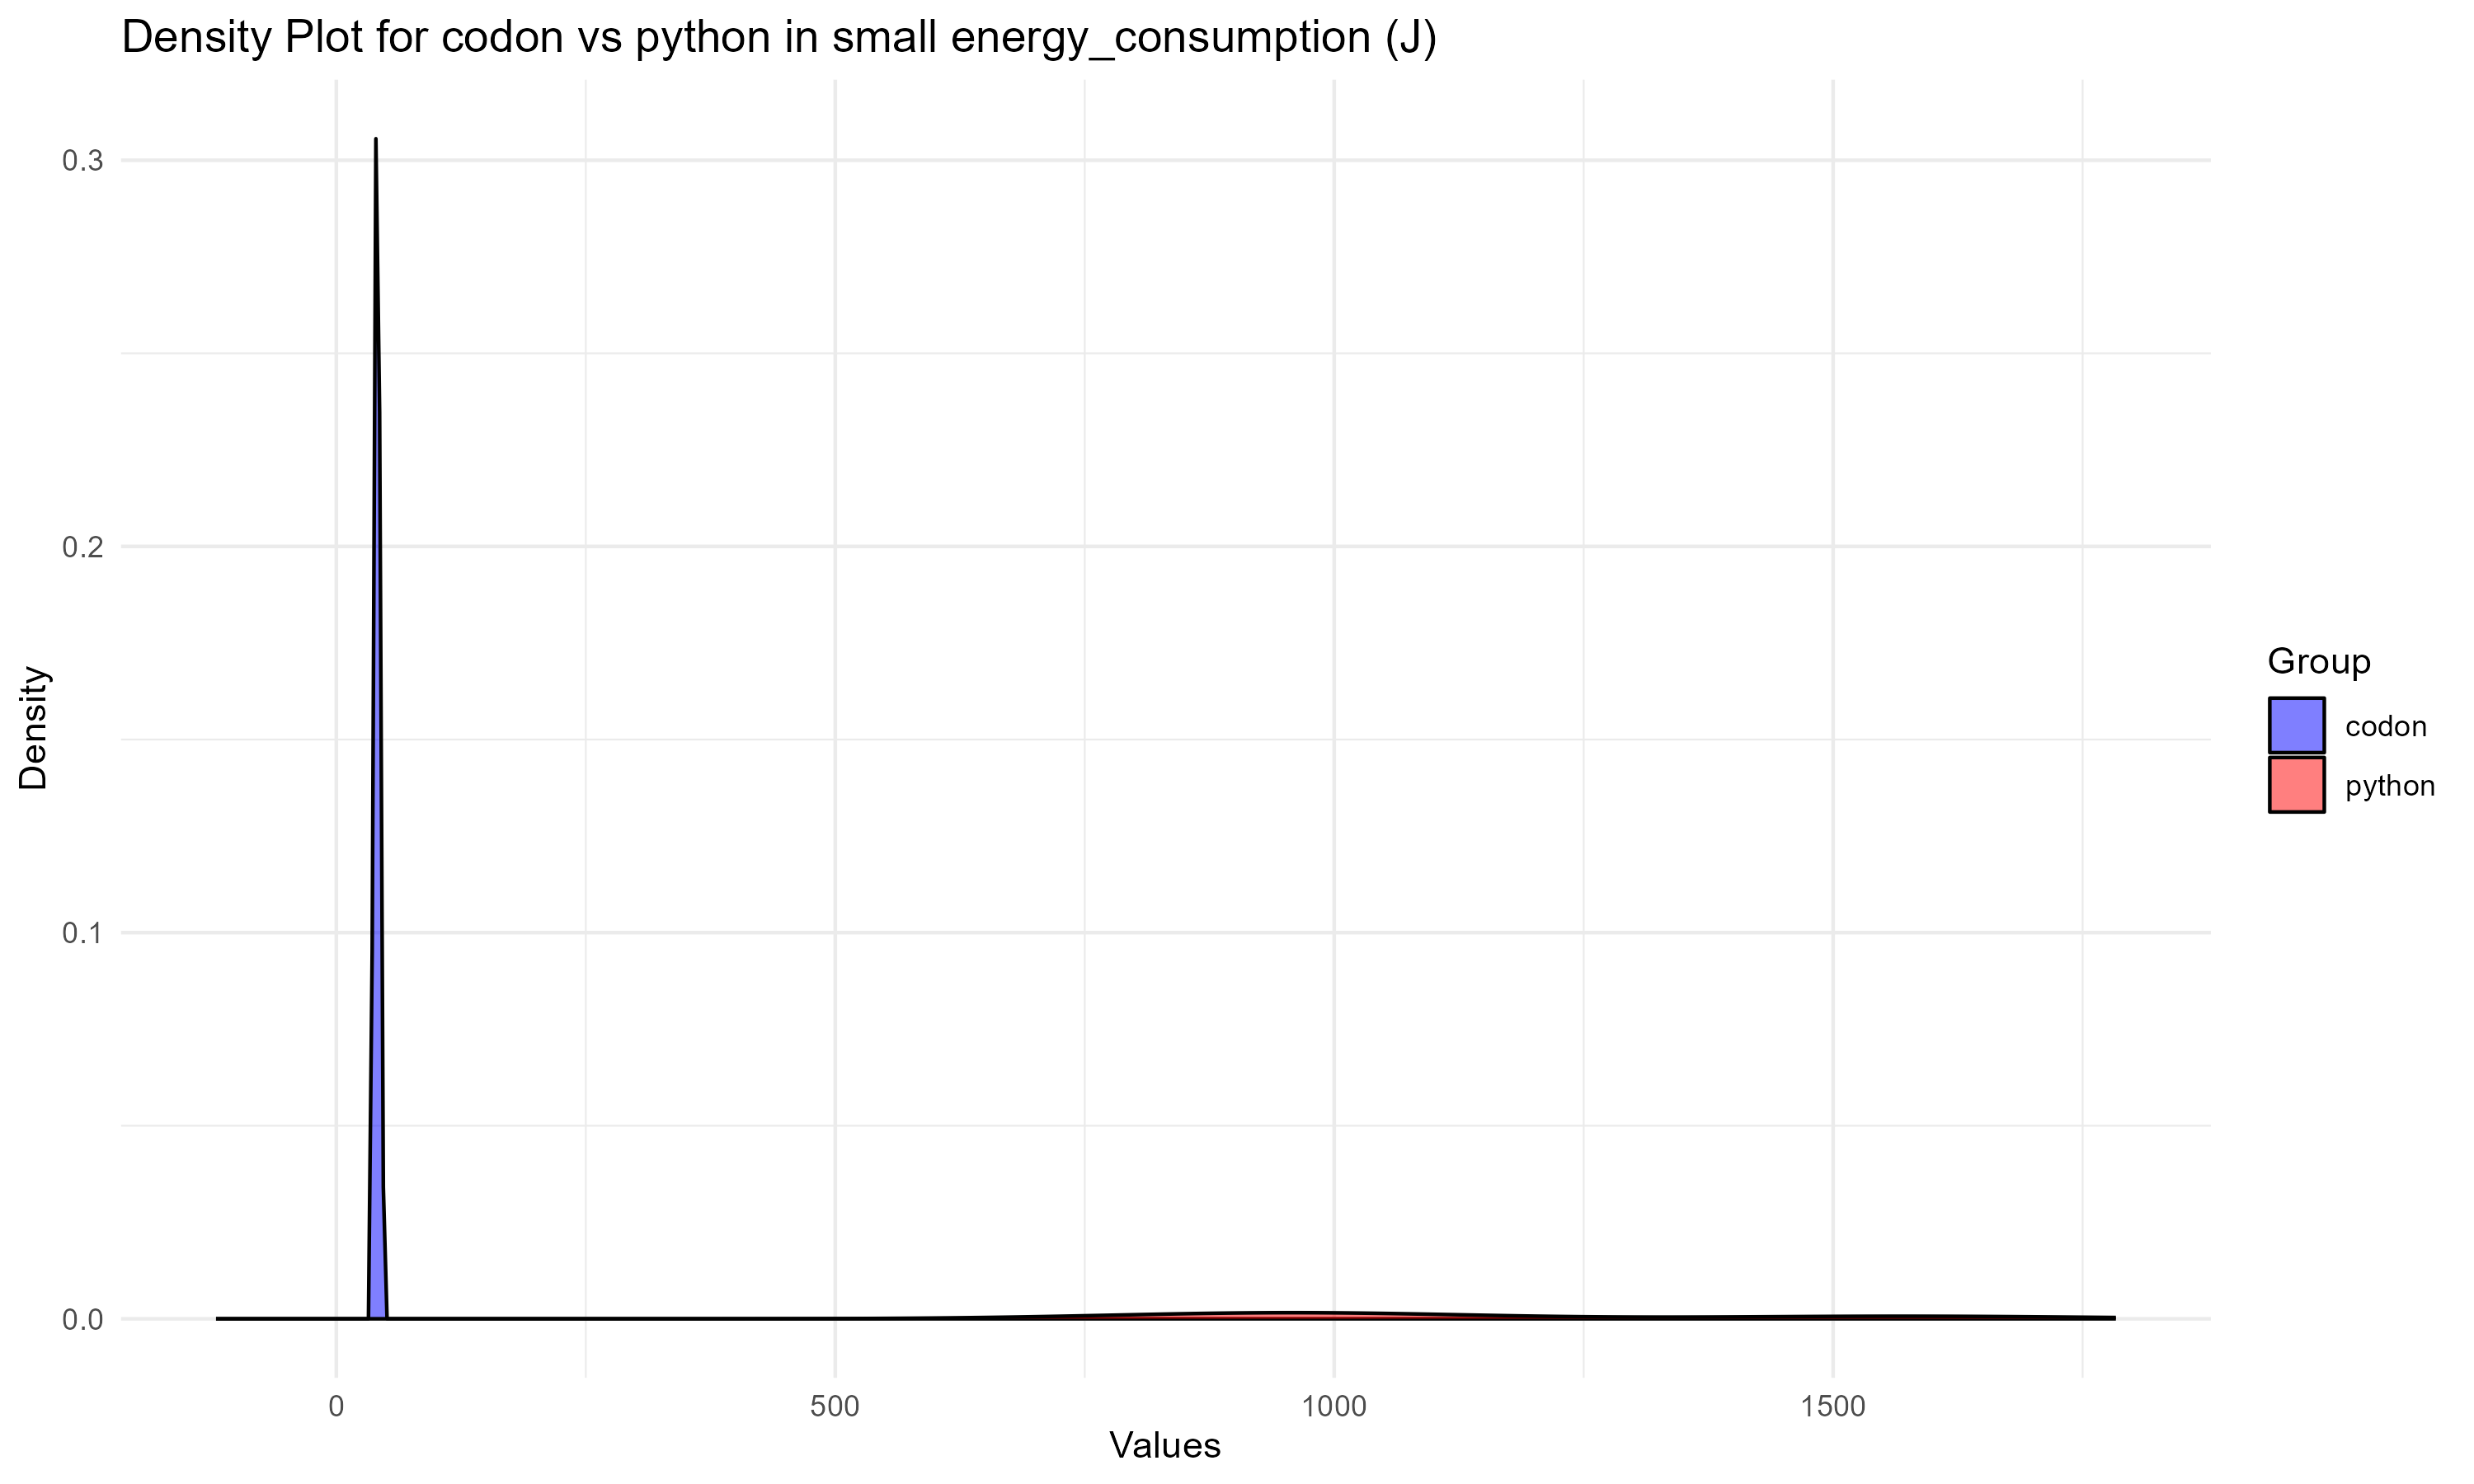 Density Plot for codon vs python in small energy_consumption (J)
0.3
0.2
0.1
0.0
Density
0
500
1000
1500
Values
Group
codon
python